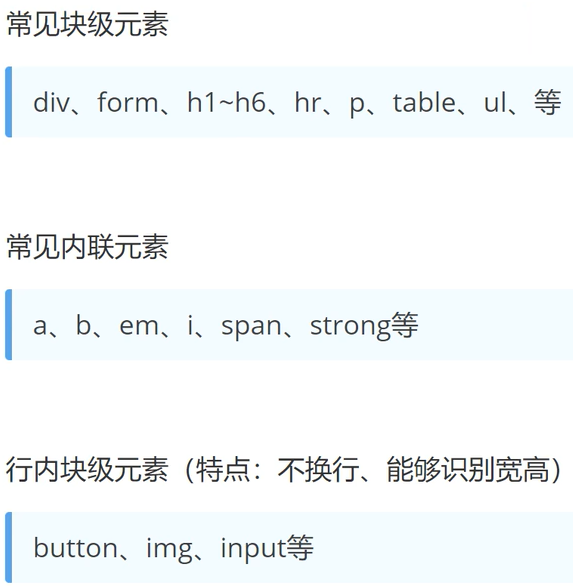 常见块级元素
div、form、h1~h6、hr、p、table、ul、等
常见内联元素
a、b、em、i、span、strong等
行内块级元素（特点：不换行、能够识别宽高）
button、img、input等